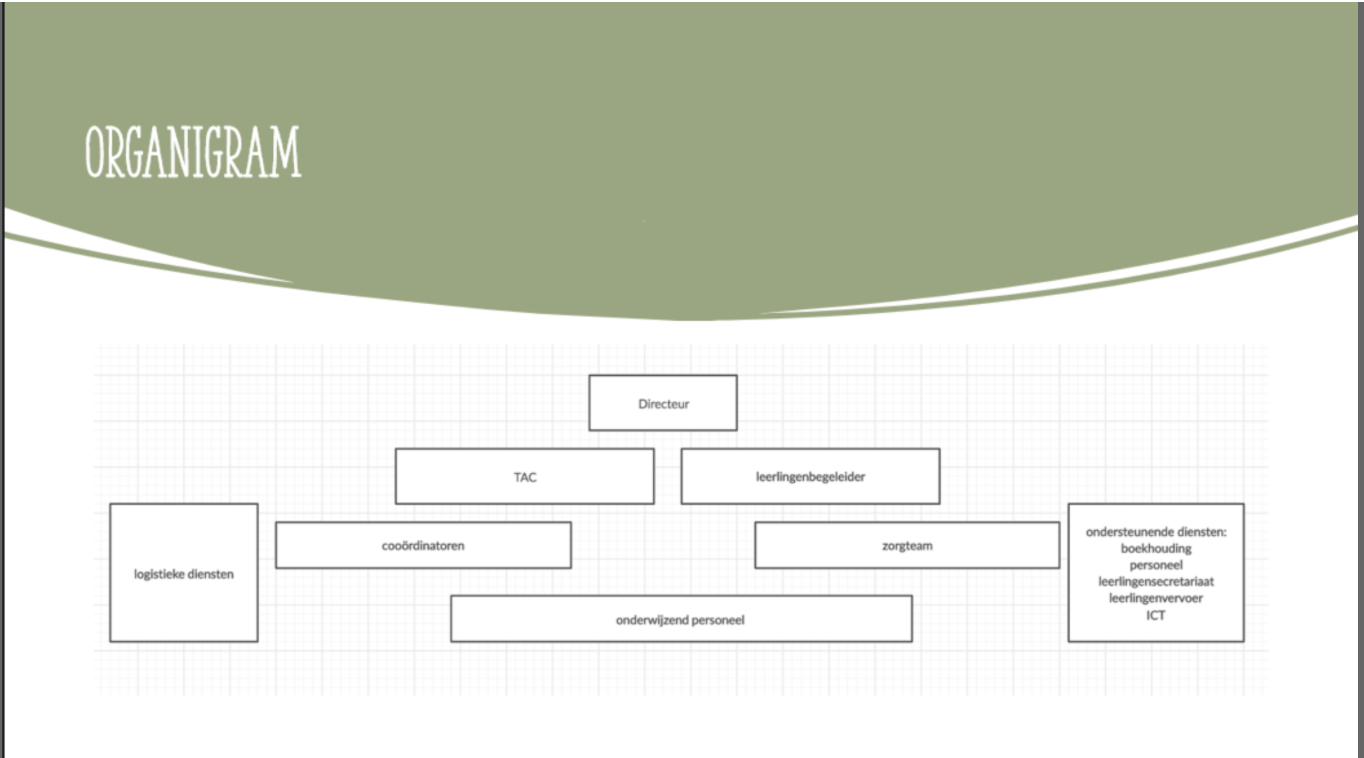 ORGANIGRAM
Directeur
TAC
leerlingenbegeleider
logistieke diensten
cooördinatoren
zorgteam
ondersteunende diensten:
boekhouding
personeel
leerlingensecretariaat
leerlingenvervoer
ICT
onderwijzend personeel